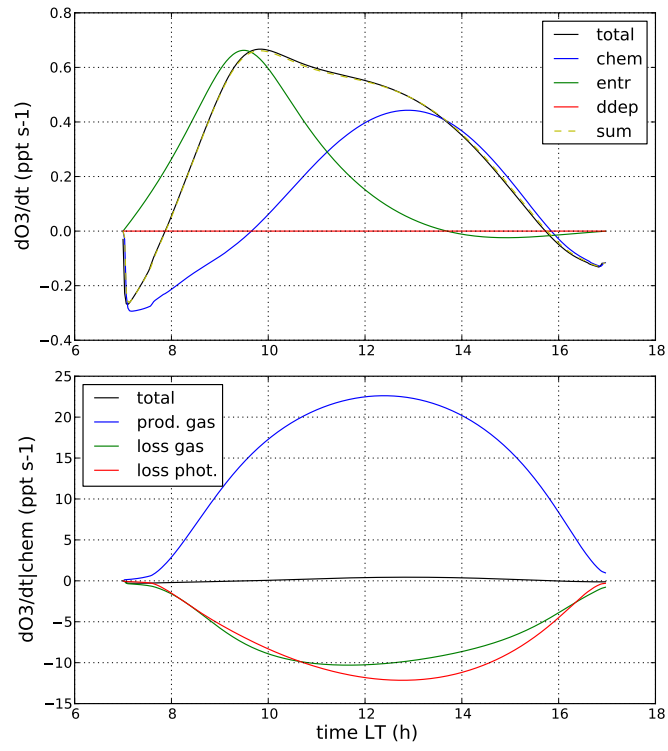 0.8
0.6
0.4
0.2
0.0
−0.2
−0.4
dO3/dt (ppt s-1)
total
chem
entr
ddep
sum
6 8 10 12 14 16 18
25
20
15
10
5
0
−5
−10
−15
dO3/dt|chem (ppt s-1)
total
prod. gas
loss gas
loss phot.
6 8 10 12 14 16 18
time LT (h)